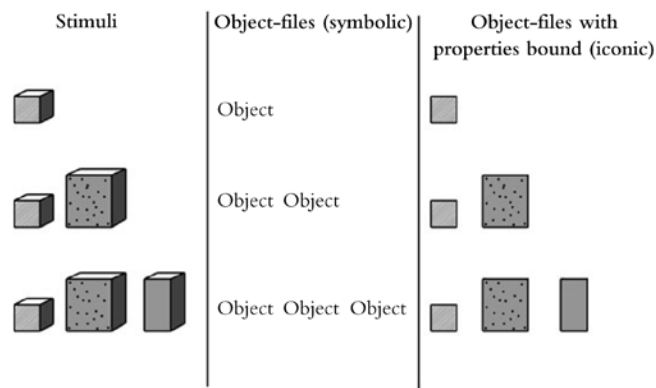 Stimuli
Object-files (symbolic)
Object-files with
properties bound (iconic)
Object
Object Object
Object Object Object